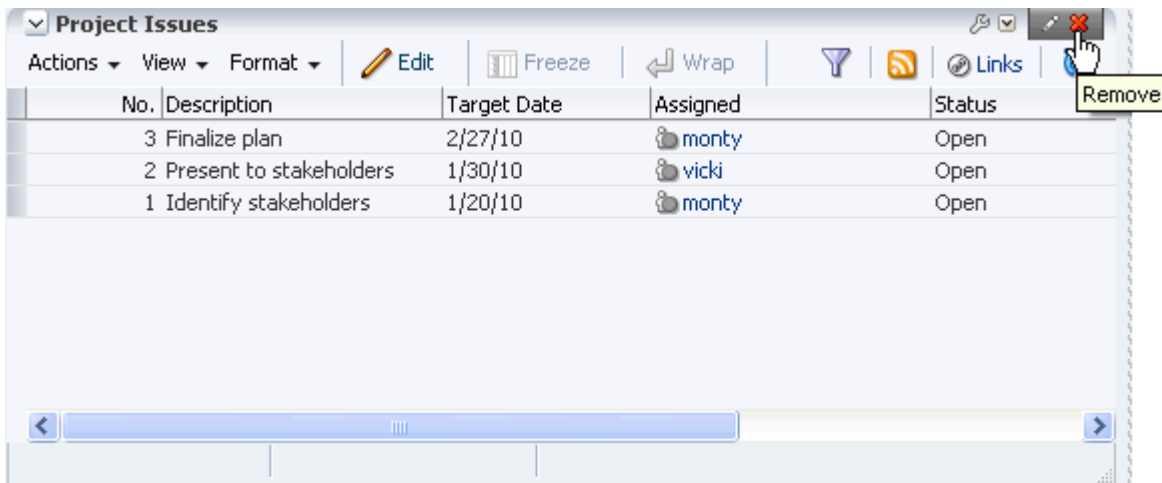 Project Issues
Actions View Format Edit Freeze Wrap Links
Remove
No. Description Target Date Assigned Status
3 Finalize plan 2/27/10 monty Open
2 Present to stakeholders 1/30/10 vicki Open
1 Identify stakeholders 1/20/10 monty Open